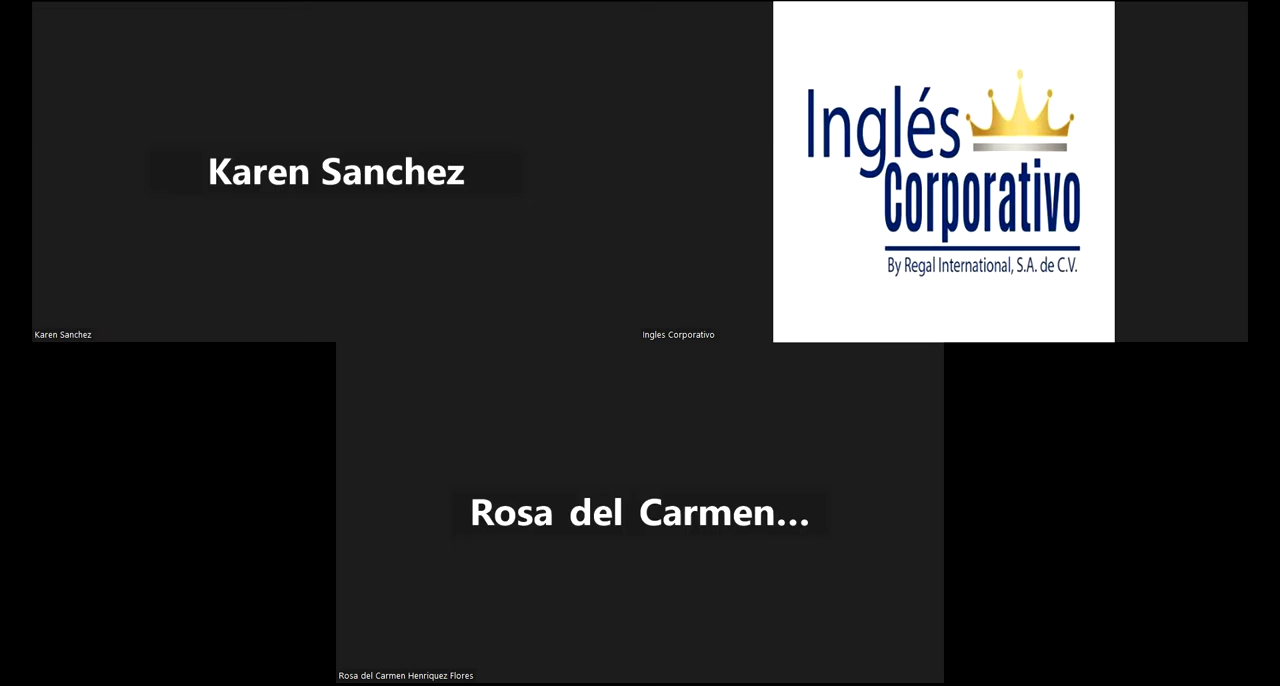 Karen Sanchez
Karen Sanchez
Inglés
Corporativo
By Regal International, S.A. de C.V.
Ingles Corporativo
Rosa del Carmen...
Rosa del Carmen Henriquez Flores